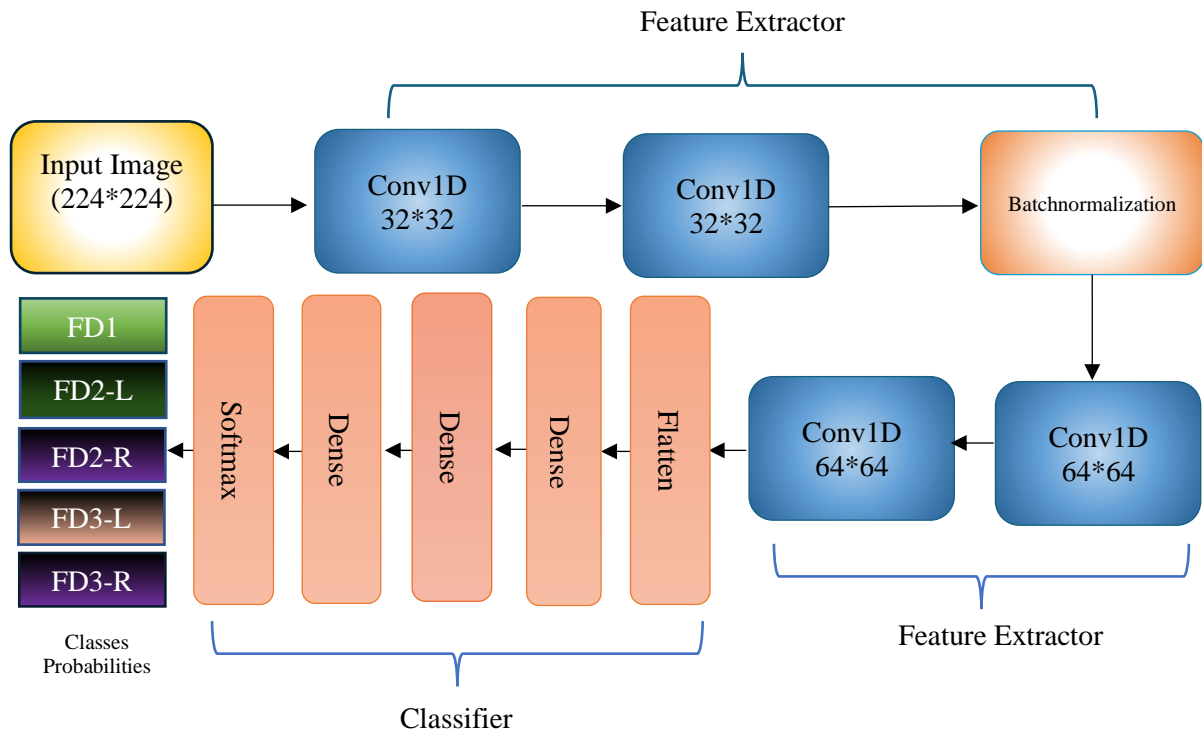 Feature Extractor
Input Image
(224*224)
Conv1D
32*32
Conv1D
32*32
Batchnormalization
Conv1D
64*64
Conv1D
64*64
Feature Extractor
Flatten
Dense
Dense
Dense
Softmax
Classifier
FD1
FD2-L
FD2-R
FD3-L
FD3-R
Classes
Probabilities